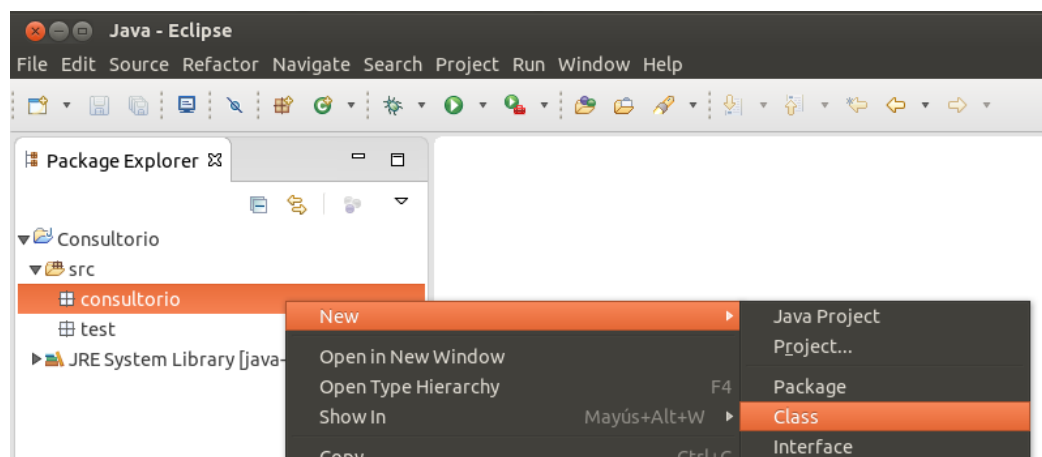 Java - Eclipse
File Edit Source Refactor Navigate Search Project Run Window Help
Package Explorer
Consultorio
src
consultorio
test
JRE System Library [java-
New
Open in New Window
Open Type Hierarchy F4
Show In Mayús+Alt+W
Copy Ctrl+C
Java Project
Project...
Package
Class
Interface